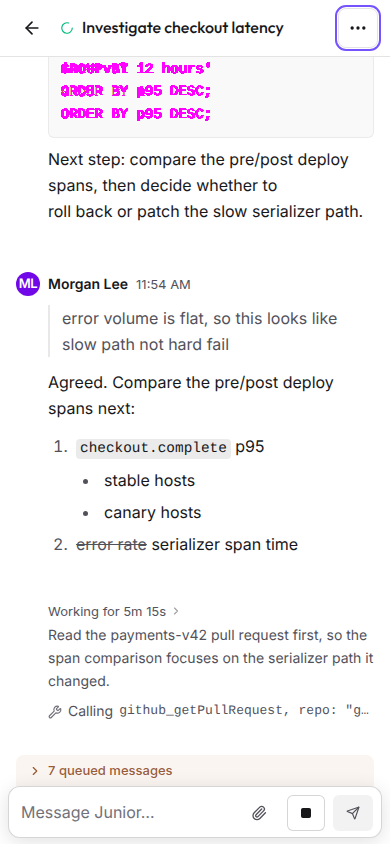 Investigate checkout latency
12 hours'
ORDER BY p95 DESC;
ORDER BY p95 DESC;
Next step: compare the pre/post deploy
spans, then decide whether to
roll back or patch the slow serializer path.
ML Morgan Lee 11:54 AM
error volume is flat, so this looks like
slow path not hard fail
Agreed. Compare the pre/post deploy
spans next:
1. checkout.complete p95
• stable hosts
• canary hosts
2. error rate serializer span time
Working for 5m 15s
Read the payments-v42 pull request first, so the
span comparison focuses on the serializer path it
changed.
Calling github_getPullRequest, repo: "g…
7 queued messages
Message Junior...